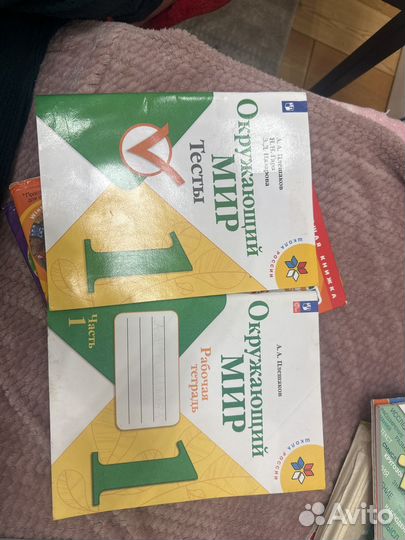 А. А. Плешаков
Н. Н. Гара
З. Д. Назарова
Окружающий
МИР
Тесты
1
ШКОЛА РОССИИ
А. А. Плешаков
Окружающий
МИР
Рабочая
тетрадь
Часть 1
1
ШКОЛА РОССИИ
КНИЖКА
Avito